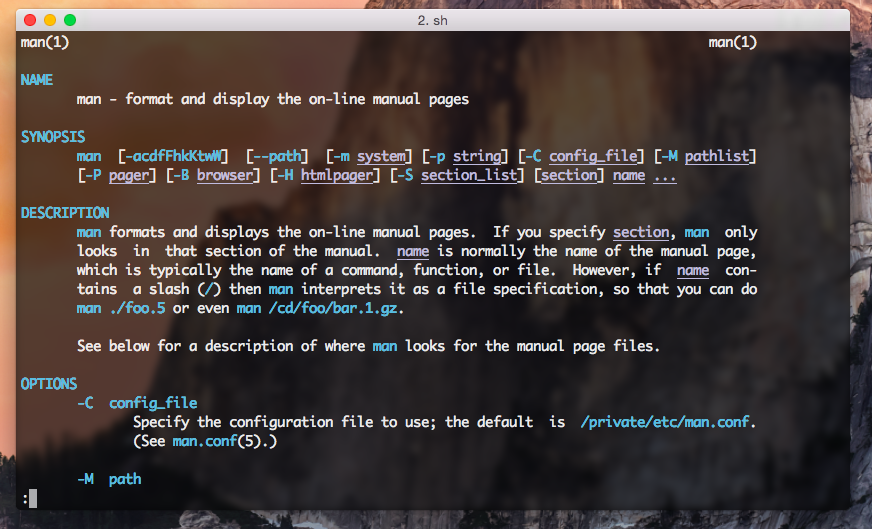 2. sh
man(1) man(1)
NAME
man - format and display the on-line manual pages
SYNOPSIS
man [-acdfFhkKtwW] [--path] [-m system] [-p string] [-C config_file] [-M pathlist]
[-P pager] [-B browser] [-H htmlpager] [-S section_list] [section] name ...
DESCRIPTION
man formats and displays the on-line manual pages. If you specify section, man only
looks in that section of the manual. name is normally the name of the manual page,
which is typically the name of a command, function, or file. However, if name con-
tains a slash (/) then man interprets it as a file specification, so that you can do
man ./foo.5 or even man /cd/foo/bar.1.gz.
See below for a description of where man looks for the manual page files.
OPTIONS
-C config_file
Specify the configuration file to use; the default is /private/etc/man.conf.
(See man.conf(5).)
-M path
: